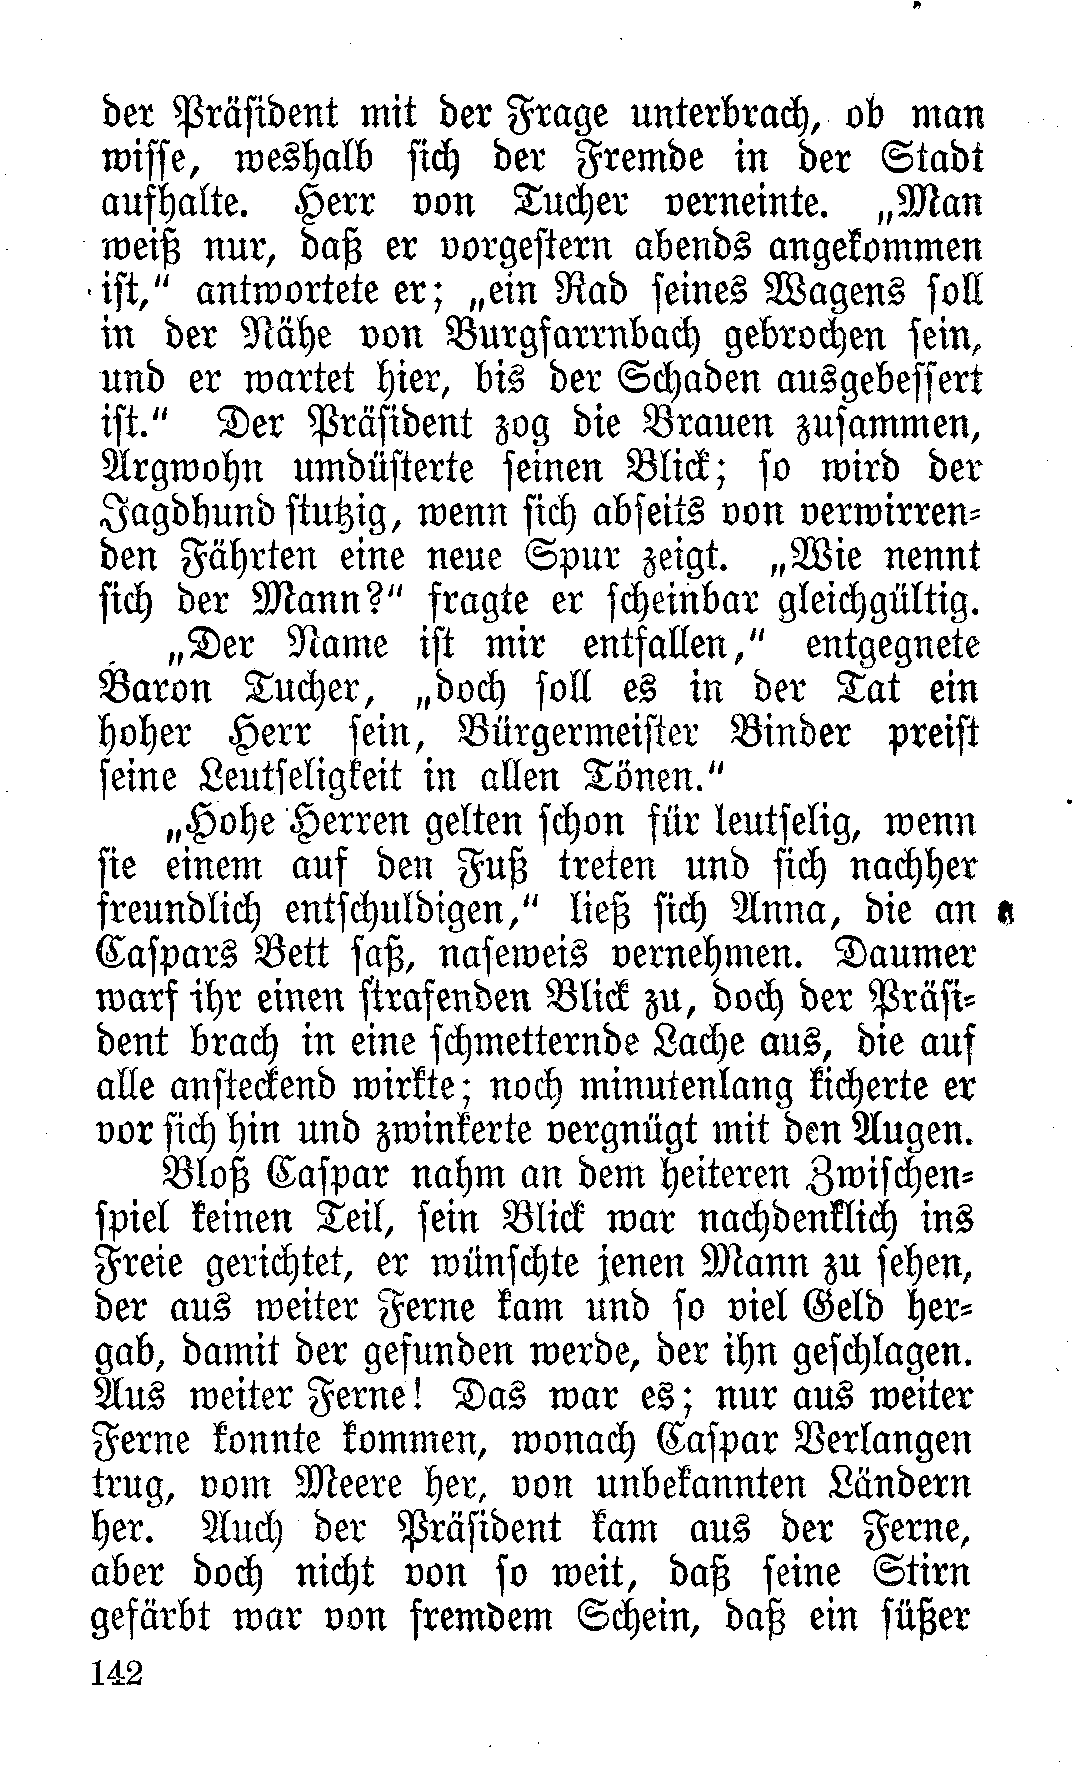 der Präsident mit der Frage unterbrach, ob man
wisse, weshalb sich der Fremde in der Stadt
aufhalte. Herr von Tucher verneinte. „Man
weiß nur, daß er vorgestern abends angekommen
ist,“ antwortete er; „ein Rad seines Wagens soll
in der Nähe von Burgfarrnbach gebrochen sein,
und er wartet hier, bis der Schaden ausgebessert
ist.“ Der Präsident zog die Brauen zusammen,
Argwohn umdüsterte seinen Blick; so wird der
Jagdhund stutzig, wenn sich abseits von verwirren-
den Fährten eine neue Spur zeigt. „Wie nennt
sich der Mann?“ fragte er scheinbar gleichgültig.
„Der Name ist mir entfallen,“ entgegnete
Baron Tucher, „doch soll es in der Tat ein
hoher Herr sein, Bürgermeister Binder preist
seine Leutseligkeit in allen Tönen.“
„Hohe Herren gelten schon für leutselig, wenn
sie einem auf den Fuß treten und sich nachher
freundlich entschuldigen,“ ließ sich Anna, die an
Caspars Bett saß, naseweis vernehmen. Daumer
warf ihr einen strafenden Blick zu, doch der Präsi-
dent brach in eine schmetternde Lache aus, die auf
alle ansteckend wirkte; noch minutenlang kicherte er
vor sich hin und zwinkerte vergnügt mit den Augen.
Bloß Caspar nahm an dem heiteren Zwischen-
spiel keinen Teil, sein Blick war nachdenklich ins
Freie gerichtet, er wünschte jenen Mann zu sehen,
der aus weiter Ferne kam und so viel Geld her-
gab, damit der gefunden werde, der ihn geschlagen.
Aus weiter Ferne! Das war es; nur aus weiter
Ferne konnte kommen, wonach Caspar Verlangen
trug, vom Meere her, von unbekannten Ländern
her. Auch der Präsident kam aus der Ferne,
aber doch nicht von so weit, daß seine Stirn
gefärbt war von fremdem Schein, daß ein süßer
142